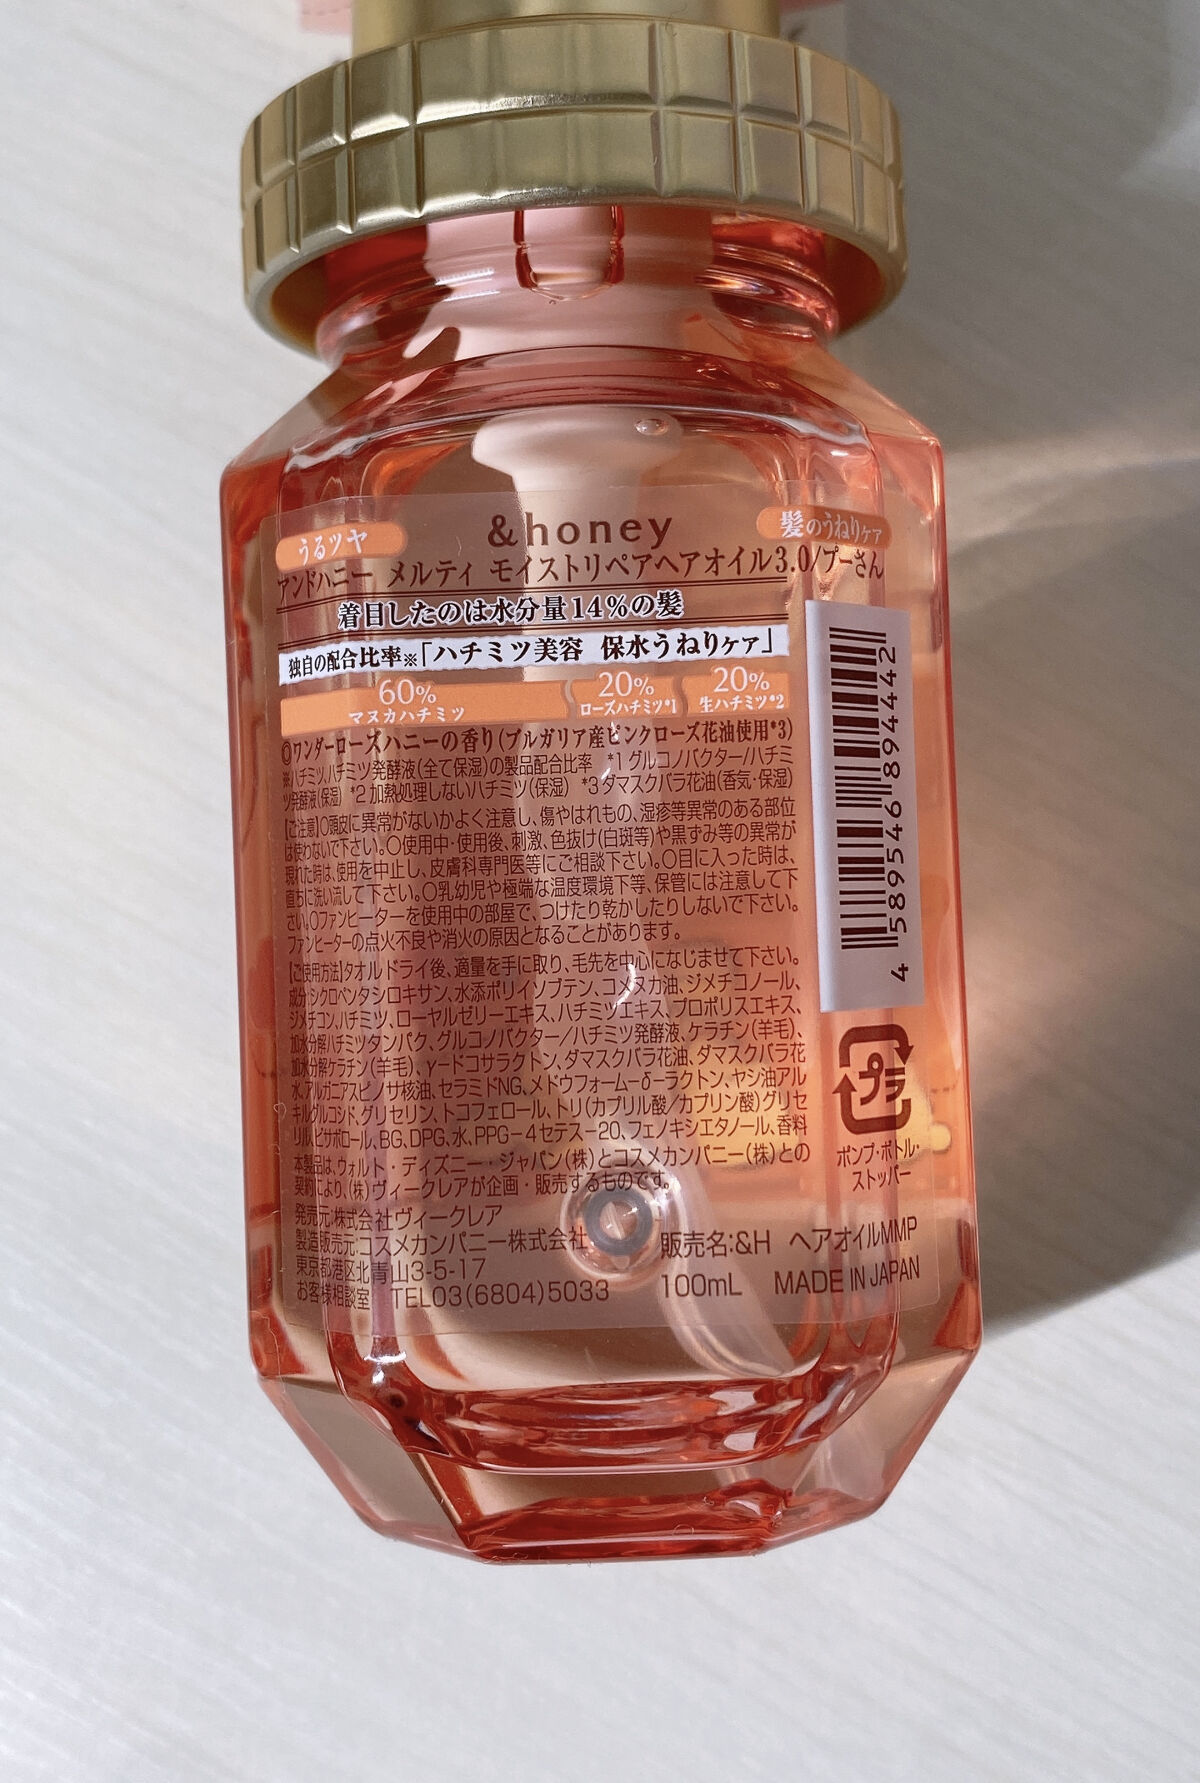 うるツヤ
&honey
髪のうねりケア
アンドハニー メルティ モイストリペアヘアオイル3.0/プーさん
着目したのは水分量14%の髪
独自の配合比率※「ハチミツ美容 保水うねりケア」
60% マヌカハチミツ
20% ローズハチミツ*1
20% 生ハチミツ*2
◎ワンダーローズハニーの香り(ブルガリア産ピンクローズ花油使用*3)
※ハチミツ、ハチミツ発酵液(全て保湿)の製品配合比率 *1 グルコノバクター/ハチミ
ツ発酵液(保湿) *2 加熱処理しないハチミツ(保湿) *3 ダマスクバラ花油(香気・保湿)
【ご注意】○頭皮に異常がないかよく注意し、傷やはれもの、湿疹等異常のある部位
は使わないで下さい。○使用中・使用後、刺激、色抜け(白斑等)や黒ずみ等の異常が
現れた時は、使用を中止し、皮膚科専門医等にご相談下さい。○目に入った時は、
直ちに洗い流して下さい。○乳幼児や極端な温度環境下等、保管には注意して下
さい。○ファンヒーターを使用中の部屋で、つけたり乾かしたりしないで下さい。
ファンヒーターの点火不良や消火の原因となることがあります。
【ご使用方法】タオルドライ後、適量を手に取り、毛先を中心になじませて下さい。
成分:シクロペンタシロキサン、水添ポリイソブテン、コメヌカ油、ジメチコノール、
ジメチコン、ハチミツ、ローヤルゼリーエキス、ハチミツエキス、プロポリスエキス、
加水分解ハチミツタンパク、グルコノバクター/ハチミツ発酵液、ケラチン(羊毛)、
加水分解ケラチン(羊毛)、γ-ドコサラクトン、ダマスクバラ花油、ダマスクバラ花
水、アルガニアスピノサ核油、セラミドNG、メドウフォーム-δ-ラクトン、ヤシ油アル
キルグルコシド、グリセリン、トコフェロール、トリ(カプリル酸/カプリン酸)グリセ
リル、ビサボロール、BG、DPG、水、PPG-4セテス-20、フェノキシエタノール、香料
本製品は、ウォルト・ディズニー・ジャパン(株)とコスメカンパニー(株)との
契約により、(株)ヴィークレアが企画・販売するものです。
発売元:株式会社ヴィークレア
製造販売元:コスメカンパニー株式会社
東京都港区北青山3-5-17
お客様相談室 TEL03(6804)5033
販売名:&H ヘアオイルMMP
100mL MADE IN JAPAN
4 589546 894442
プラ
ポンプ・ボトル・
ストッパー